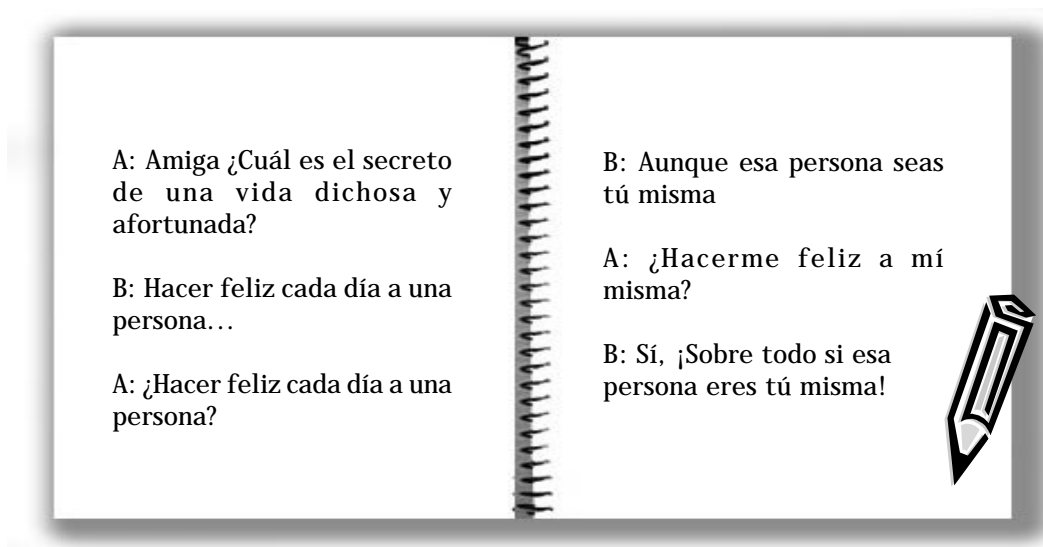 A: Amiga ¿Cuál es el secreto
de una vida dichosa y
afortunada?
B: Hacer feliz cada día a una
persona...
A: ¿Hacer feliz cada día a una
persona?
B: Aunque esa persona seas
tú misma
A: ¿Hacerme feliz a mí
misma?
B: Sí, ¡Sobre todo si esa
persona eres tú misma!